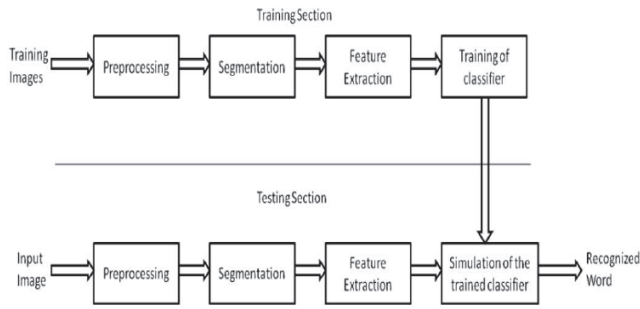 Training Section
Training
Images
Preprocessing
Segmentation
Feature
Extraction
Training of
classifier
Testing Section
Input
Image
Preprocessing
Segmentation
Feature
Extraction
Simulation of the
trained classifier
Recognized
Word